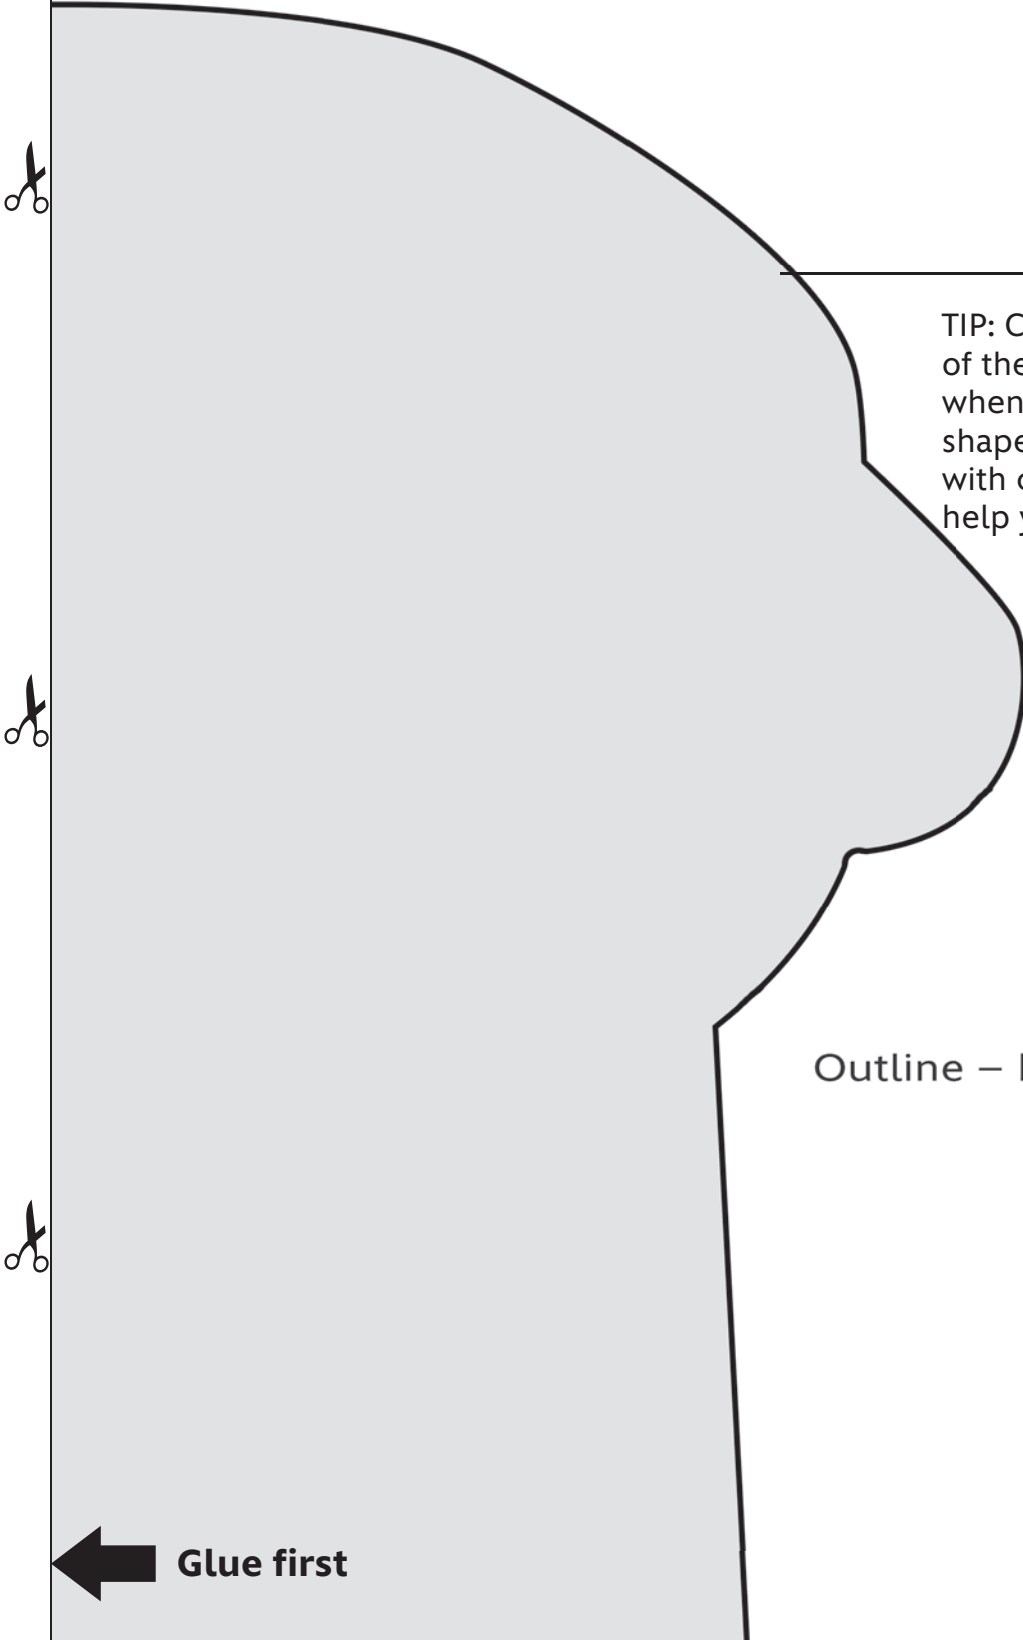 TIP:
of the
when
shape
with
help
Outline –
Glue first